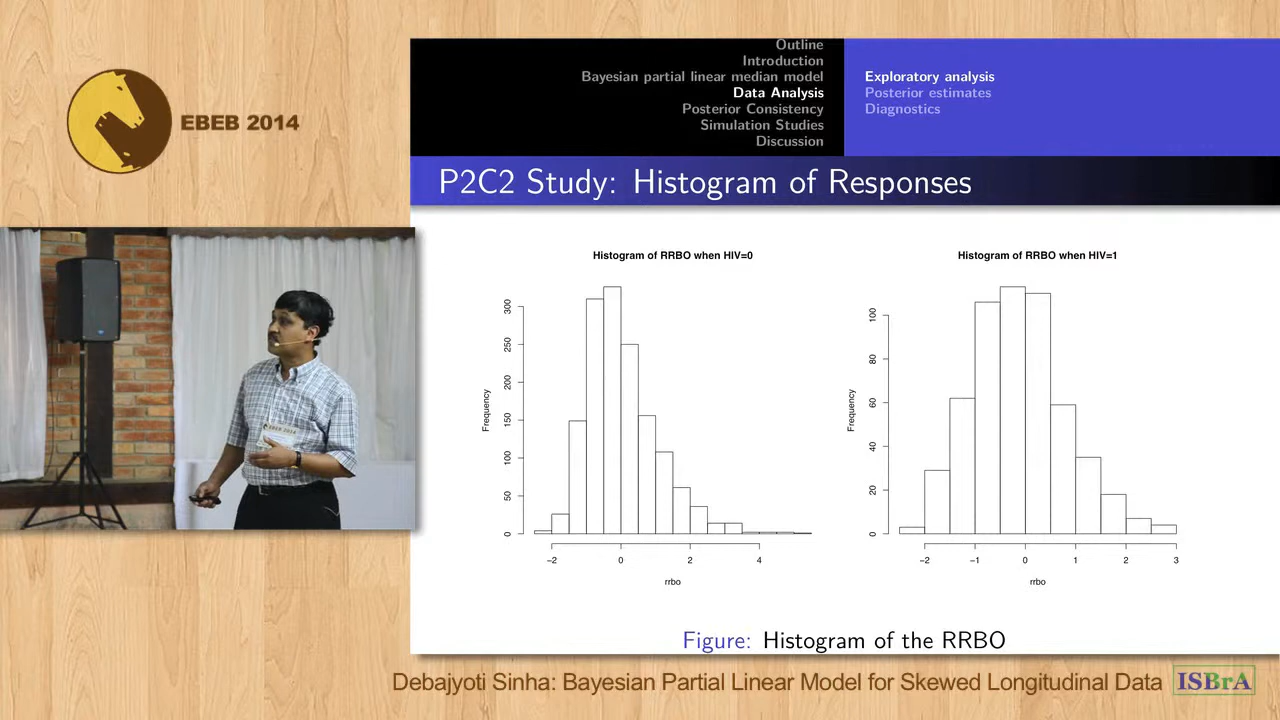 EBEB 2014
Outline
Introduction
Bayesian partial linear median model
Data Analysis
Posterior Consistency
Simulation Studies
Discussion
Exploratory analysis
Posterior estimates
Diagnostics
P2C2 Study: Histogram of Responses
Histogram of RRBO when HIV=0
Frequency
0 50 100 150 200 250 300
−2 0 2 4
rrbo
Histogram of RRBO when HIV=1
Frequency
0 20 40 60 80 100
−2 −1 0 1 2 3
rrbo
Figure: Histogram of the RRBO
EBEB 2014
Debajyoti Sinha: Bayesian Partial Linear Model for Skewed Longitudinal Data
ISBrA